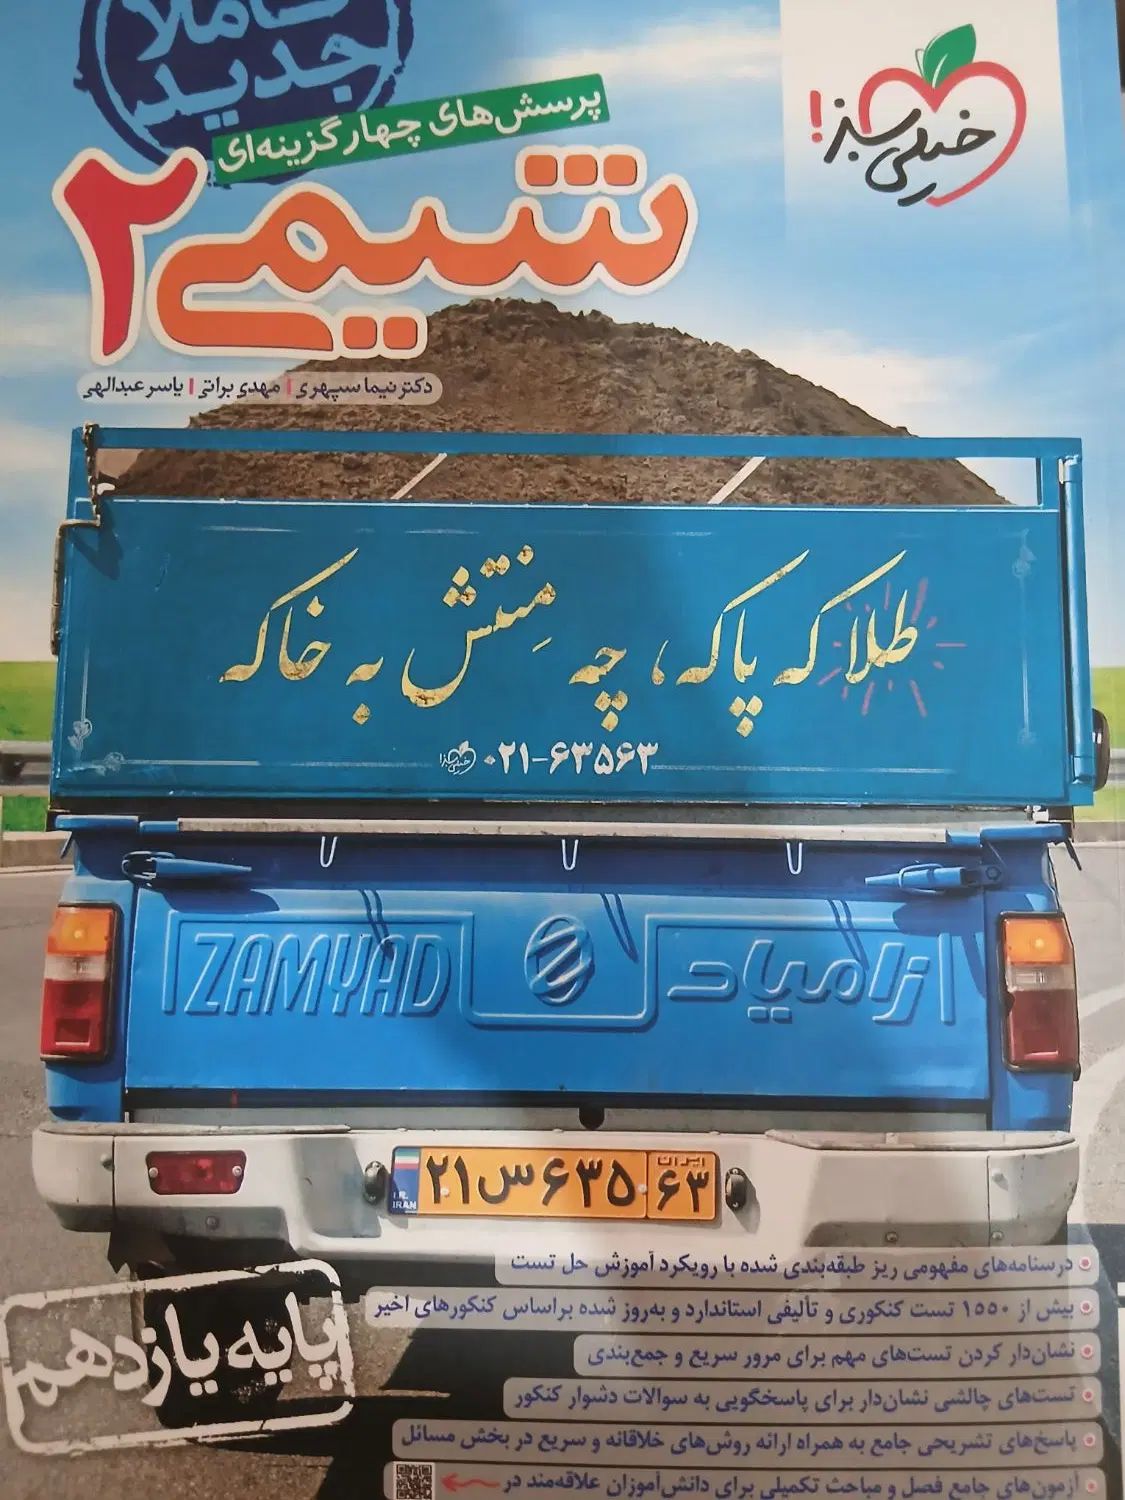 کاملا
جدید
خیلی سبز!
پرسش‌های چهارگزینه‌ای
شیمی ۲
دکتر نیما سپهری | مهدی براتی | یاسر عبدالهی
طلا که پاکه، چه منتش به خاکه
۰۲۱-۶۳۵۶۳
خیلی سبز
ZAMYAD زامیاد
I.R.
IRAN
۲۱ س ۶۳۵
ایران
۶۳
پایه یازدهم
درسنامه‌های مفهومی ریز طبقه‌بندی شده با رویکرد آموزش حل تست
بیش از ۱۵۵۰ تست کنکوری و تألیفی استاندارد و به‌روز شده براساس کنکورهای اخیر
نشان‌دار کردن تست‌های مهم برای مرور سریع و جمع‌بندی
تست‌های چالشی نشان‌دار برای پاسخگویی به سوالات دشوار کنکور
پاسخ‌های تشریحی جامع به همراه ارائه روش‌های خلاقانه و سریع در بخش مسائل
آزمون‌های جامع فصل و مباحث تکمیلی برای دانش‌آموزان علاقه‌مند در